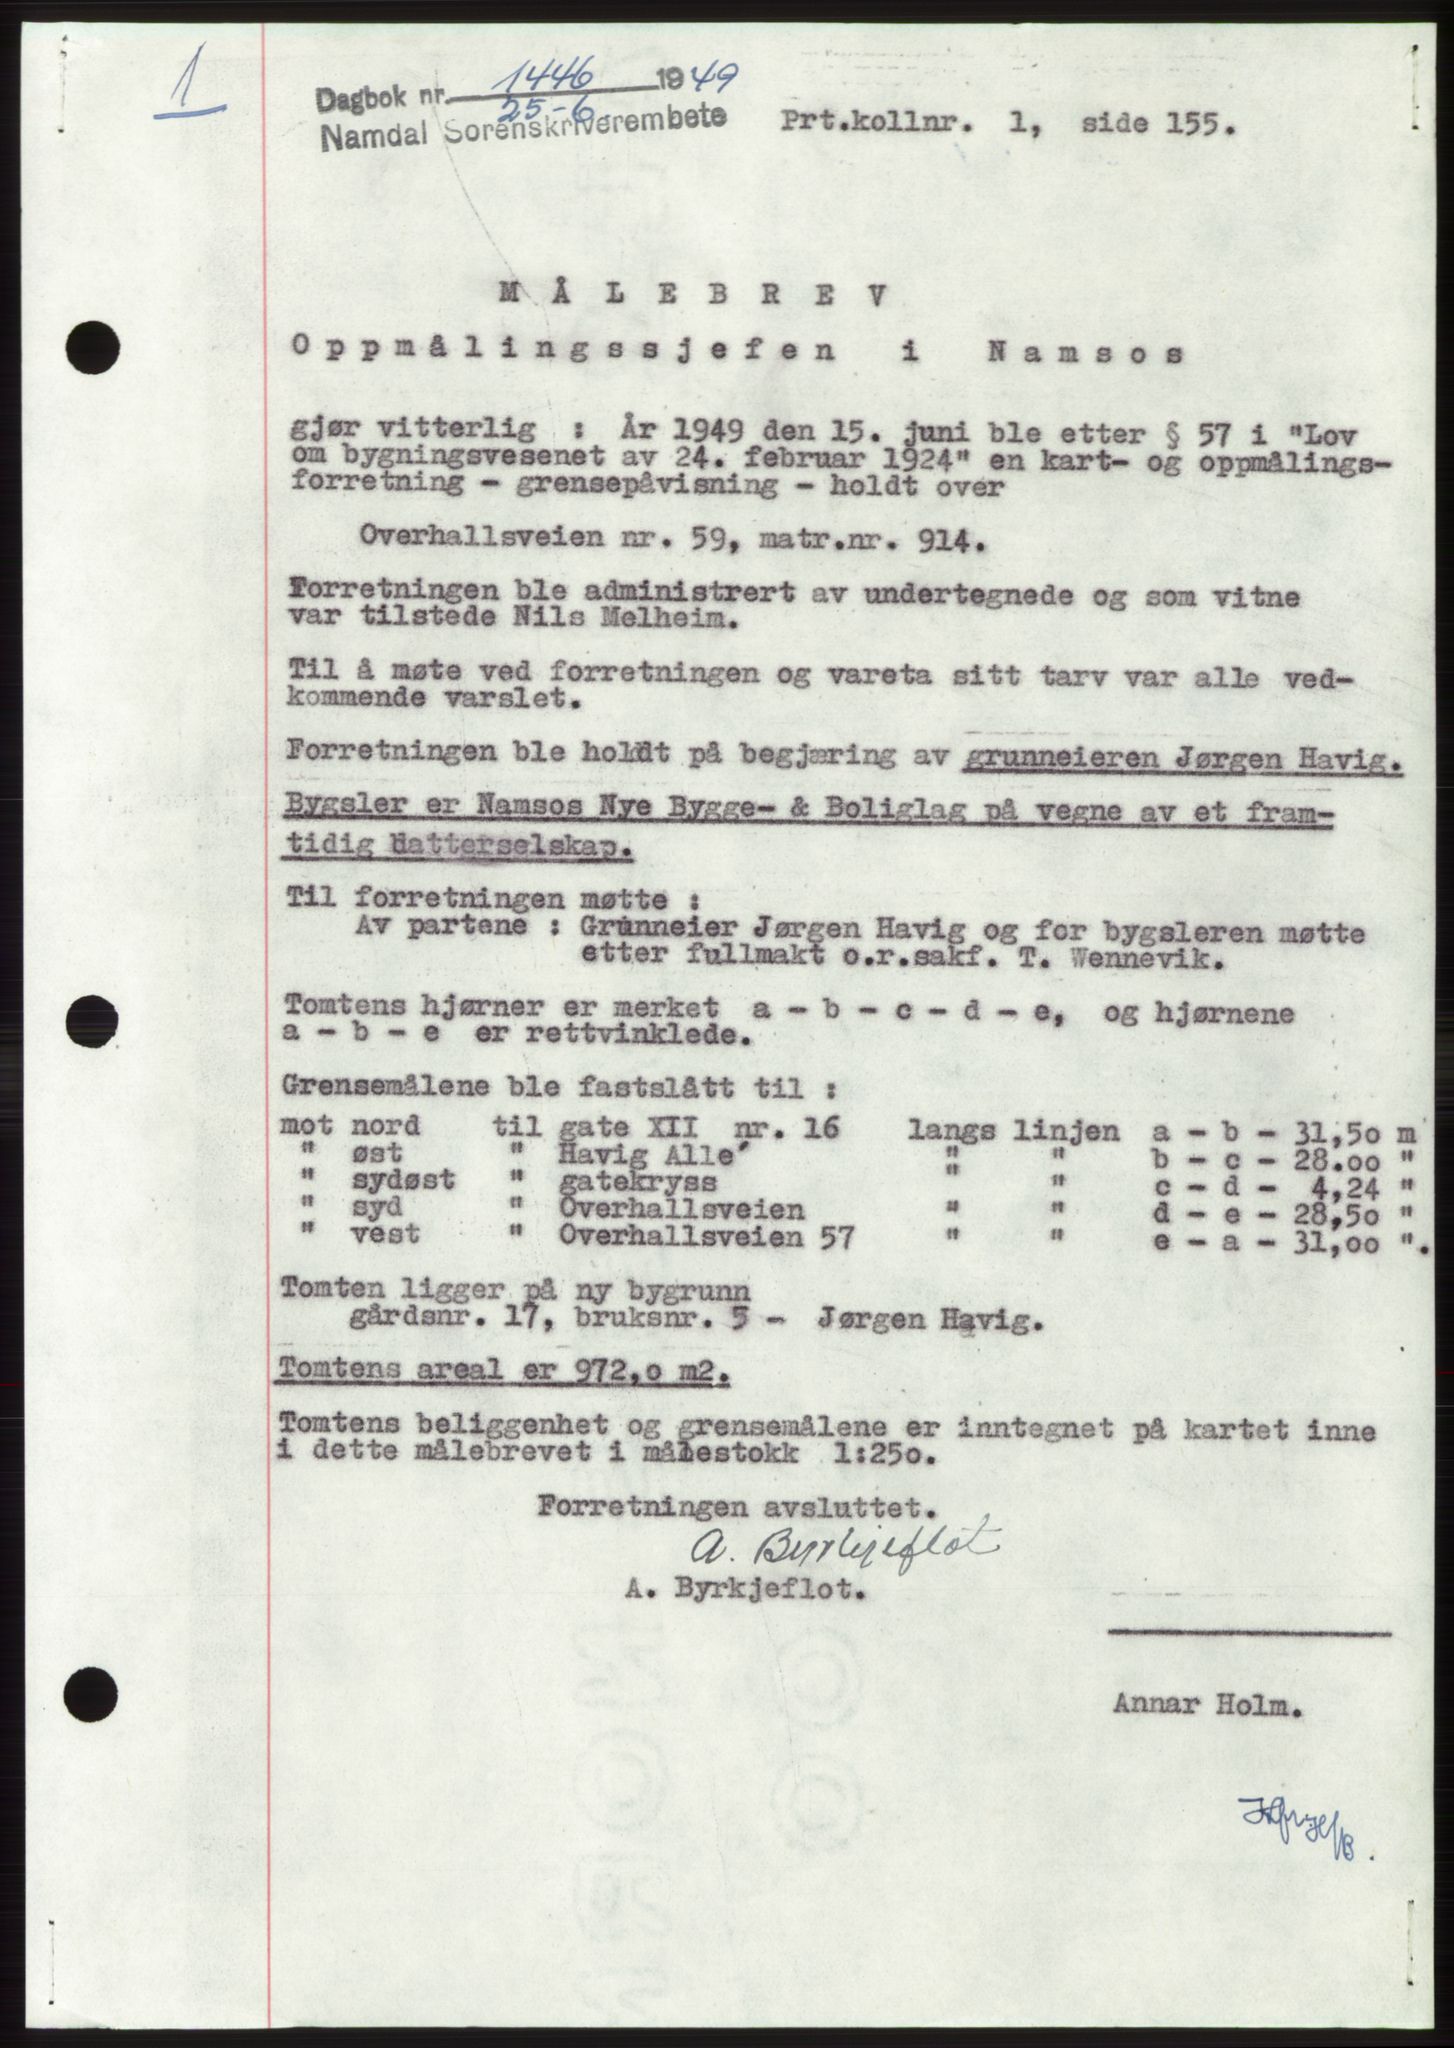 1
Dagbok nr. 1446 1949
25-6
Namdal Sorenskriverembete
Prt.kollnr. 1, side 155.
M Å L E B R E V
O p p m å l i n g s s j e f e n i N a m s o s
gjør vitterlig : År 1949 den 15. juni ble etter § 57 i "Lov
om bygningsvesenet av 24. februar 1924" en kart- og oppmålings-
forretning - grensepåvisning - holdt over
Overhallsveien nr. 59, matr.nr. 914.
Forretningen ble administrert av undertegnede og som vitne
var tilstede Nils Melheim.
Til å møte ved forretningen og vareta sitt tarv var alle ved-
kommende varslet.
Forretningen ble holdt på begjæring av grunneieren Jørgen Havig.
Bygsler er Namsos Nye Bygge- & Boliglag på vegne av et fram-
tidig datterselskap.
Til forretningen møtte :
Av partene : Grunneier Jørgen Havig og for bygsleren møtte
etter fullmakt o.r.sakf. T. Wennevik.
Tomtens hjørner er merket a - b - c - d - e, og hjørnene
a - b - e er rettvinklede.
Grensemålene ble fastslått til :
mot nord til gate XII nr. 16 langs linjen a - b - 31,50 m
" øst " Havig Alle´ " " b - c - 28.oo "
" sydøst " gatekryss " " c - d - 4,24 "
" syd " Overhallsveien " " d - e - 28,50 "
" vest " Overhallsveien 57 " " e - a - 31,oo ".
Tomten ligger på ny bygrunn
gårdsnr. 17, bruksnr. 5 - Jørgen Havig.
Tomtens areal er 972,o m2.
Tomtens beliggenhet og grensemålene er inntegnet på kartet inne
i dette målebrevet i målestokk 1:25o.
Forretningen avsluttet.
A. Byrkjeflot
A. Byrkjeflot.
Annar Holm.